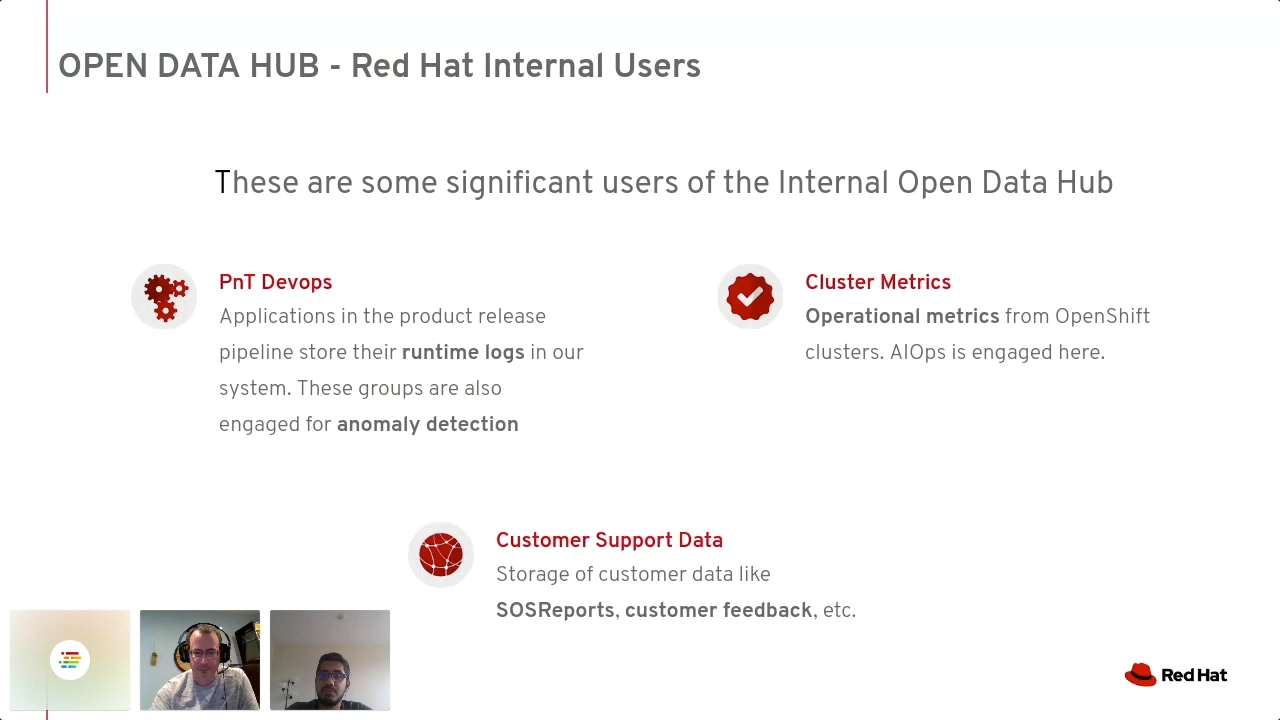 OPEN DATA HUB - Red Hat Internal Users
These are some significant users of the Internal Open Data Hub
PnT Devops
Applications in the product release
pipeline store their runtime logs in our
system. These groups are also
engaged for anomaly detection
Cluster Metrics
Operational metrics from OpenShift
clusters. AIOps is engaged here.
Customer Support Data
Storage of customer data like
SOSReports, customer feedback, etc.
Red Hat